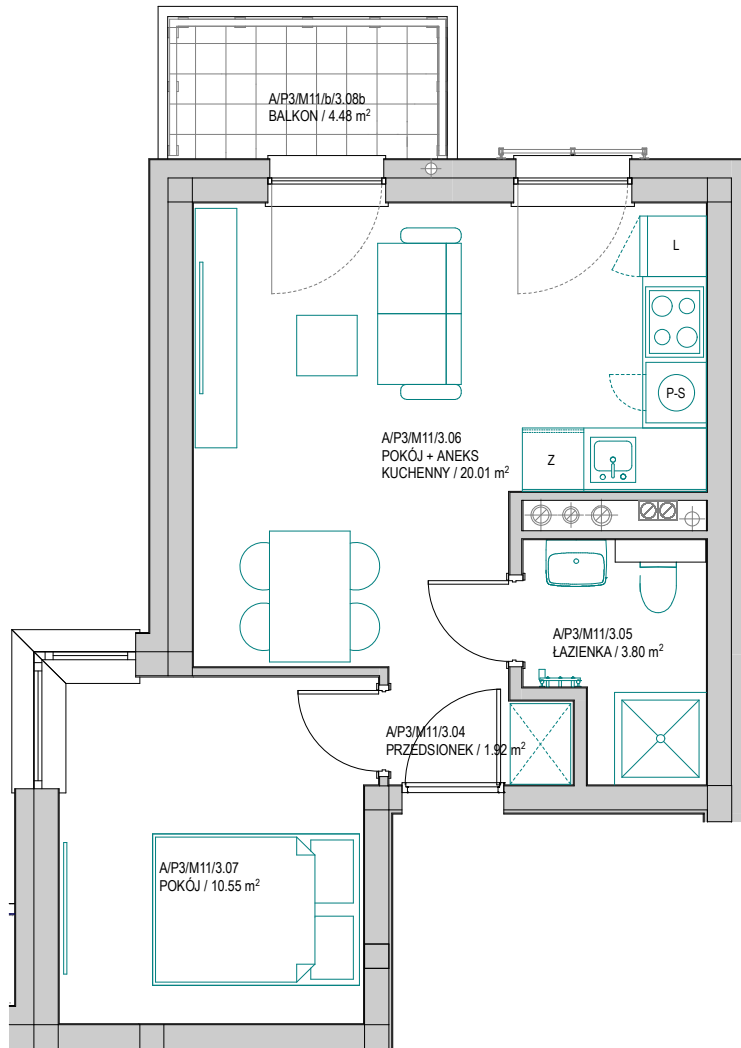 A/P3/M11/b/3.08b
BALKON / 4.48 m²
L
P-S
A/P3/M11/3.06
POKÓJ + ANEKS
KUCHENNY / 20.01 m²
Z
A/P3/M11/3.05
ŁAZIENKA / 3.80 m²
A/P3/M11/3.04
PRZEDSIONEK / 1.92 m²
A/P3/M11/3.07
POKÓJ / 10.55 m²